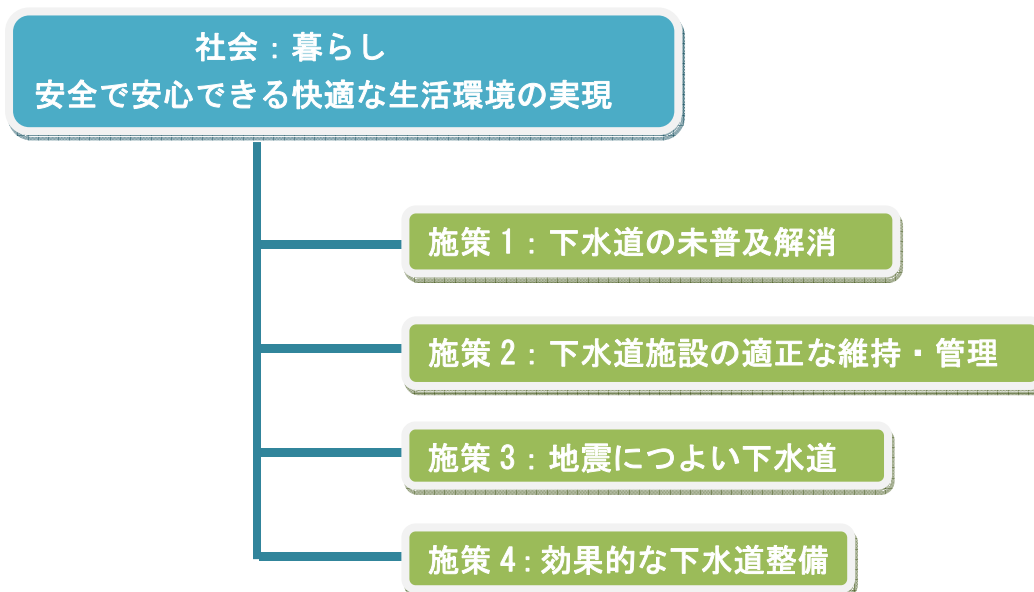 社会：暮らし
安全で安心できる快適な生活環境の実現
施策 1：下水道の未普及解消
施策 2：下水道施設の適正な維持・管理
施策 3：地震につよい下水道
施策 4：効果的な下水道整備